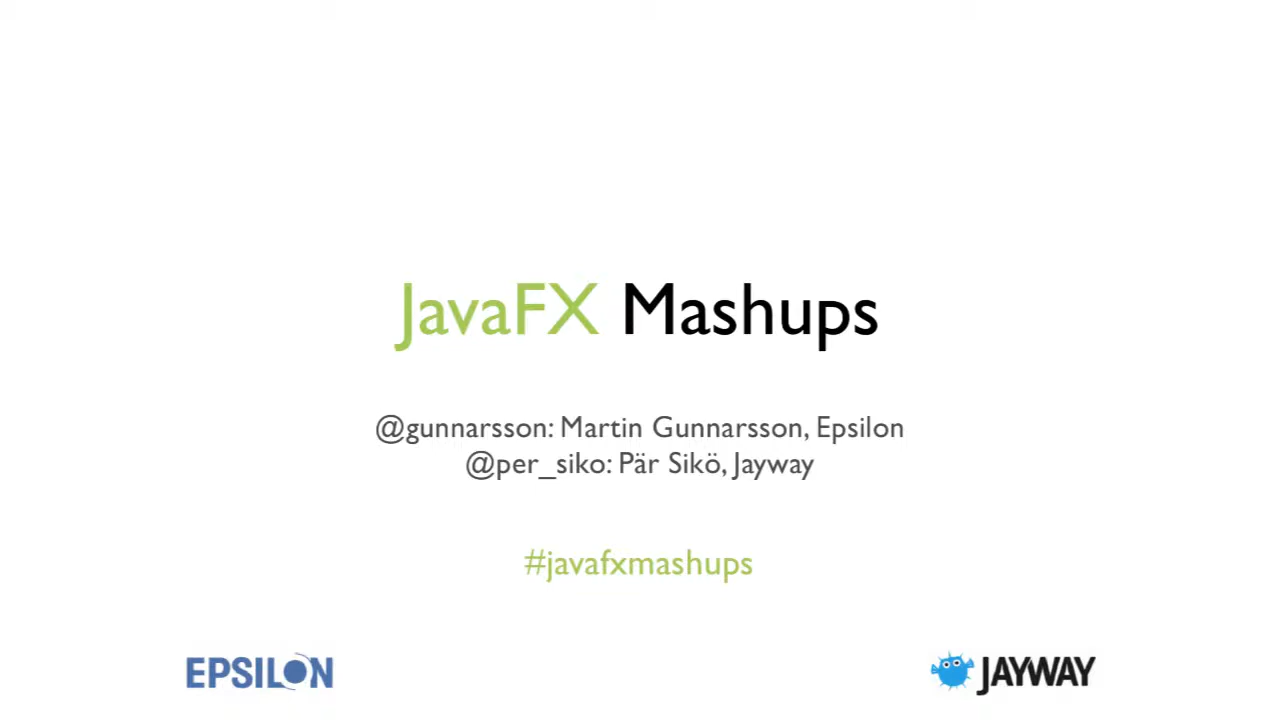 JavaFX Mashups
@gunnarsson: Martin Gunnarsson, Epsilon
@per_siko: Pär Sikö, Jayway
#javafxmashups
EPSILON
JAYWAY